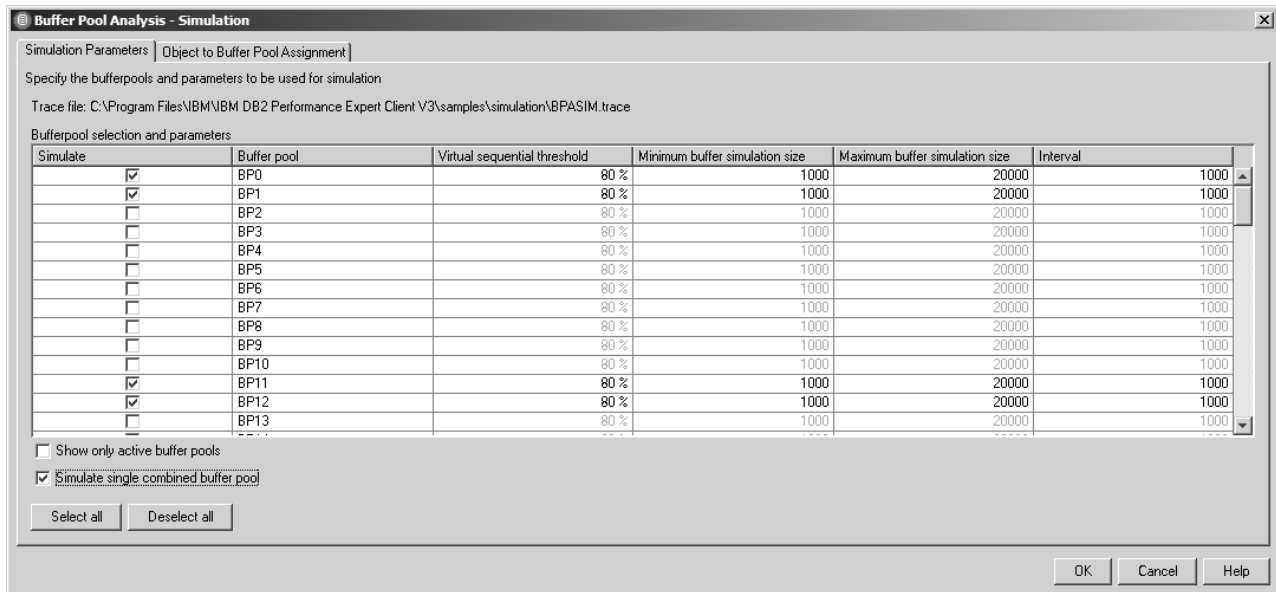 Buffer Pool Analysis - Simulation
Simulation Parameters Object to Buffer Pool Assignment
Specify the bufferpools and parameters to be used for simulation
Trace file: C:\Program Files\IBM\IBM DB2 Performance Expert Client V3\samples\simulation\BPASIM.trace
Bufferpool selection and parameters
Simulate Buffer pool Virtual sequential threshold Minimum buffer simulation size Maximum buffer simulation size Interval
BP0 80 % 1000 20000 1000
BP1 80 % 1000 20000 1000
BP2 80 % 1000 20000 1000
BP3 80 % 1000 20000 1000
BP4 80 % 1000 20000 1000
BP5 80 % 1000 20000 1000
BP6 80 % 1000 20000 1000
BP7 80 % 1000 20000 1000
BP8 80 % 1000 20000 1000
BP9 80 % 1000 20000 1000
BP10 80 % 1000 20000 1000
BP11 80 % 1000 20000 1000
BP12 80 % 1000 20000 1000
BP13 80 % 1000 20000 1000
Show only active buffer pools
Simulate single combined buffer pool
Select all Deselect all
OK Cancel Help